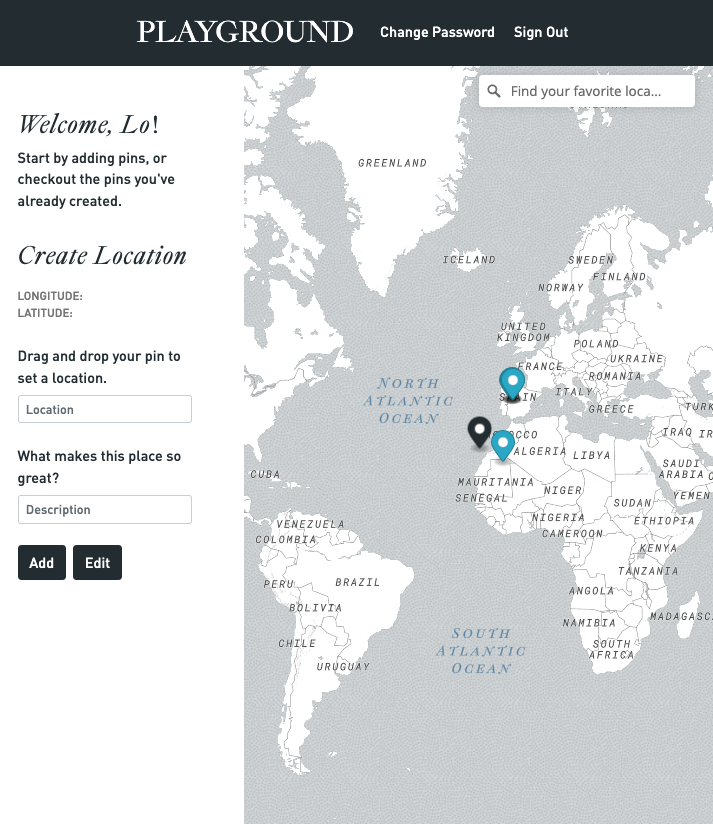 PLAYGROUND
Change Password
Sign Out
Welcome, Lo!
Start by adding pins, or
checkout the pins you've
already created.
Create Location
LONGITUDE:
LATITUDE:
Drag and drop your pin to
set a location.
Location
What makes this place so
great?
Description
Add
Edit
Find your favorite loca...
GREENLAND
ICELAND
SWEDEN
FINLAND
NORWAY
UNITED
KINGDOM
POLAND
FRANCE
UKRAINE
ROMANIA
ITALY
GREECE
NORTH
ATLANTIC
OCEAN
TURK
ALGERIA
LIBYA
IRAQ
IR
SAUDI
ARABIA
CUBA
MAURITANIA
NIGER
SENEGAL
SUDAN
YEMEN
VENEZUELA
NIGERIA
ETHIOPIA
COLOMBIA
CAMEROON
KENYA
TANZANIA
PERU
BRAZIL
ANGOLA
BOLIVIA
NAMIBIA
MADAGASC
SOUTH
ATLANTIC
OCEAN
CHILE
SOUTH
AFRICA
URUGUAY